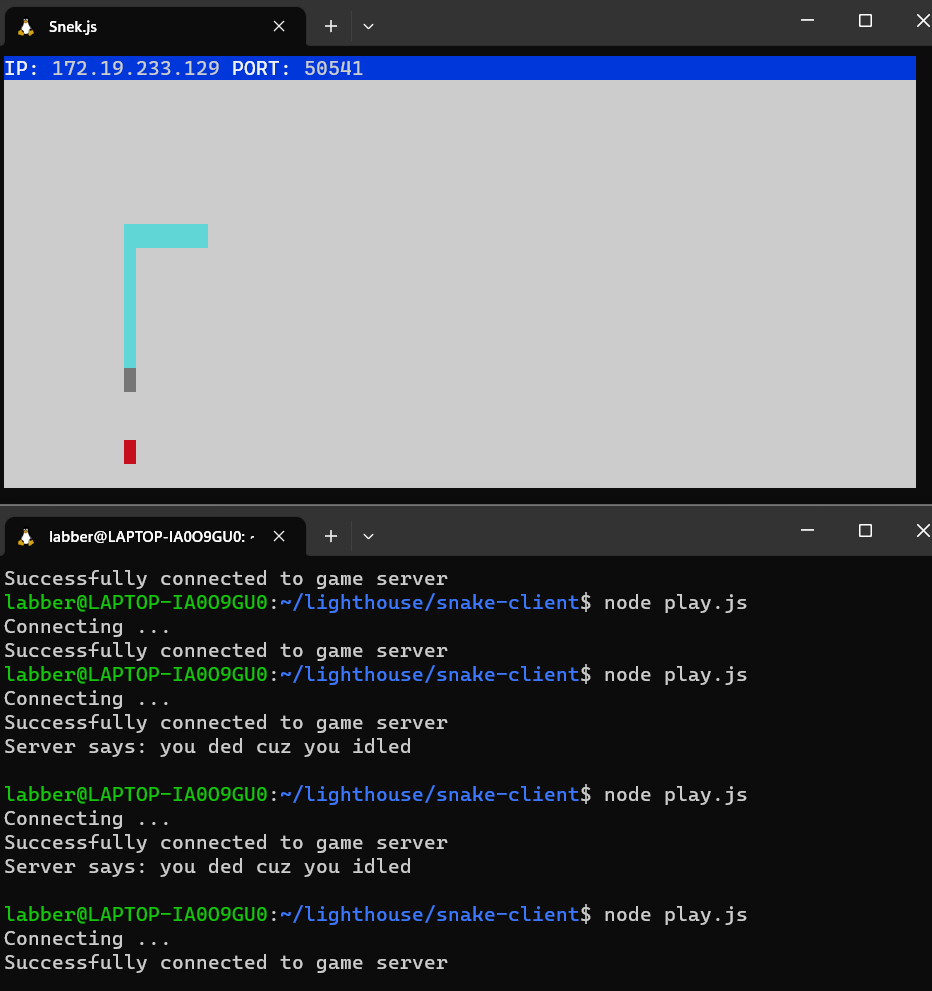 Snek.js
IP: 172.19.233.129 PORT: 50541
labber@LAPTOP-IA0O9GU0: ~
Successfully connected to game server
labber@LAPTOP-IA0O9GU0:~/lighthouse/snake-client$ node play.js
Connecting ...
Successfully connected to game server
labber@LAPTOP-IA0O9GU0:~/lighthouse/snake-client$ node play.js
Connecting ...
Successfully connected to game server
Server says: you ded cuz you idled
labber@LAPTOP-IA0O9GU0:~/lighthouse/snake-client$ node play.js
Connecting ...
Successfully connected to game server
Server says: you ded cuz you idled
labber@LAPTOP-IA0O9GU0:~/lighthouse/snake-client$ node play.js
Connecting ...
Successfully connected to game server